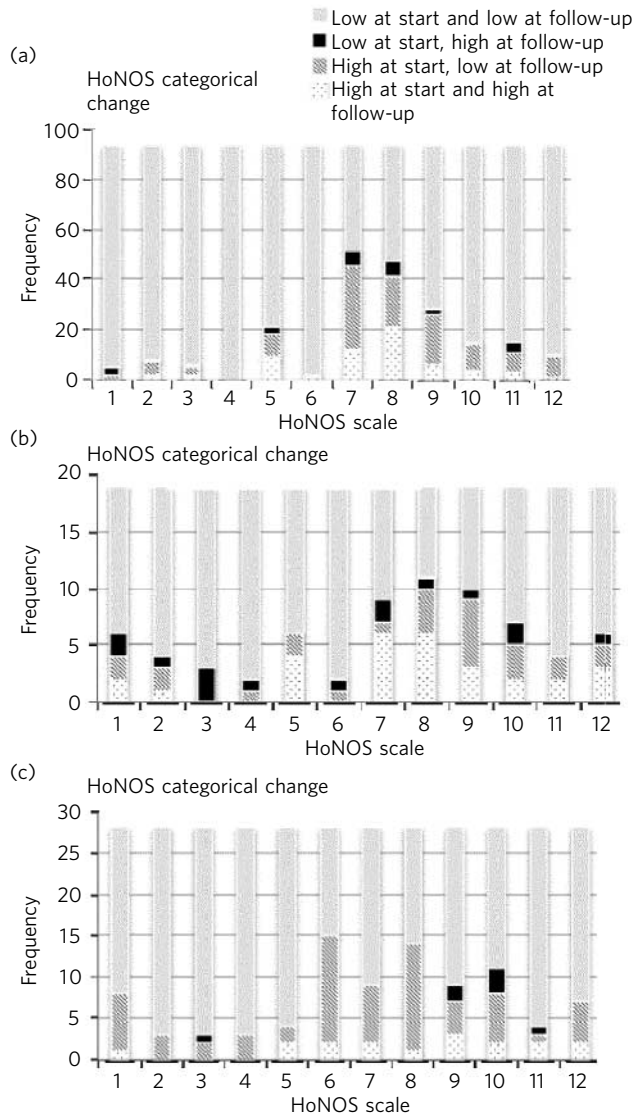 Low at start and low at follow-up
Low at start, high at follow-up
High at start, low at follow-up
High at start and high at
follow-up
(a)
HoNOS categorical
change
100
80
60
40
20
0
Frequency
1 2 3 4 5 6 7 8 9 10 11 12
HoNOS scale
(b)
HoNOS categorical change
20
15
10
5
0
Frequency
1 2 3 4 5 6 7 8 9 10 11 12
HoNOS scale
(c)
HoNOS categorical change
30
25
20
15
10
5
0
Frequency
1 2 3 4 5 6 7 8 9 10 11 12
HoNOS scale